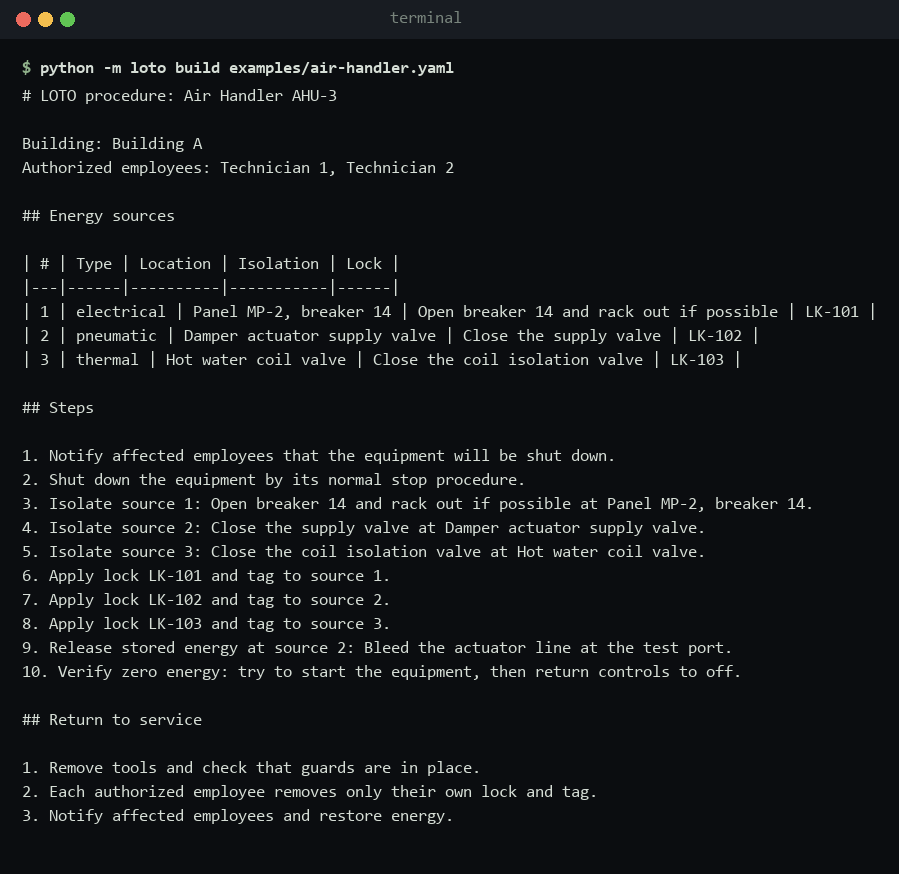 terminal
$ python -m loto build examples/air-handler.yaml
# LOTO procedure: Air Handler AHU-3
Building: Building A
Authorized employees: Technician 1, Technician 2
## Energy sources
| # | Type | Location | Isolation | Lock |
|---|------|----------|-----------|------|
| 1 | electrical | Panel MP-2, breaker 14 | Open breaker 14 and rack out if possible | LK-101 |
| 2 | pneumatic | Damper actuator supply valve | Close the supply valve | LK-102 |
| 3 | thermal | Hot water coil valve | Close the coil isolation valve | LK-103 |
## Steps
1. Notify affected employees that the equipment will be shut down.
2. Shut down the equipment by its normal stop procedure.
3. Isolate source 1: Open breaker 14 and rack out if possible at Panel MP-2, breaker 14.
4. Isolate source 2: Close the supply valve at Damper actuator supply valve.
5. Isolate source 3: Close the coil isolation valve at Hot water coil valve.
6. Apply lock LK-101 and tag to source 1.
7. Apply lock LK-102 and tag to source 2.
8. Apply lock LK-103 and tag to source 3.
9. Release stored energy at source 2: Bleed the actuator line at the test port.
10. Verify zero energy: try to start the equipment, then return controls to off.
## Return to service
1. Remove tools and check that guards are in place.
2. Each authorized employee removes only their own lock and tag.
3. Notify affected employees and restore energy.